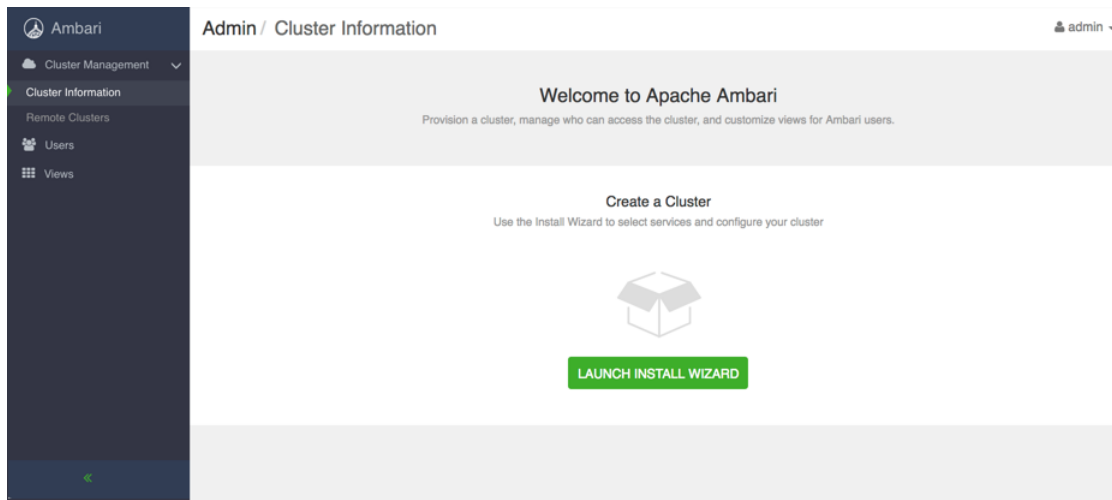 Ambari
Admin / Cluster Information
admin
Cluster Management
Cluster Information
Remote Clusters
Users
Views
Welcome to Apache Ambari
Provision a cluster, manage who can access the cluster, and customize views for Ambari users.
Create a Cluster
Use the Install Wizard to select services and configure your cluster
LAUNCH INSTALL WIZARD